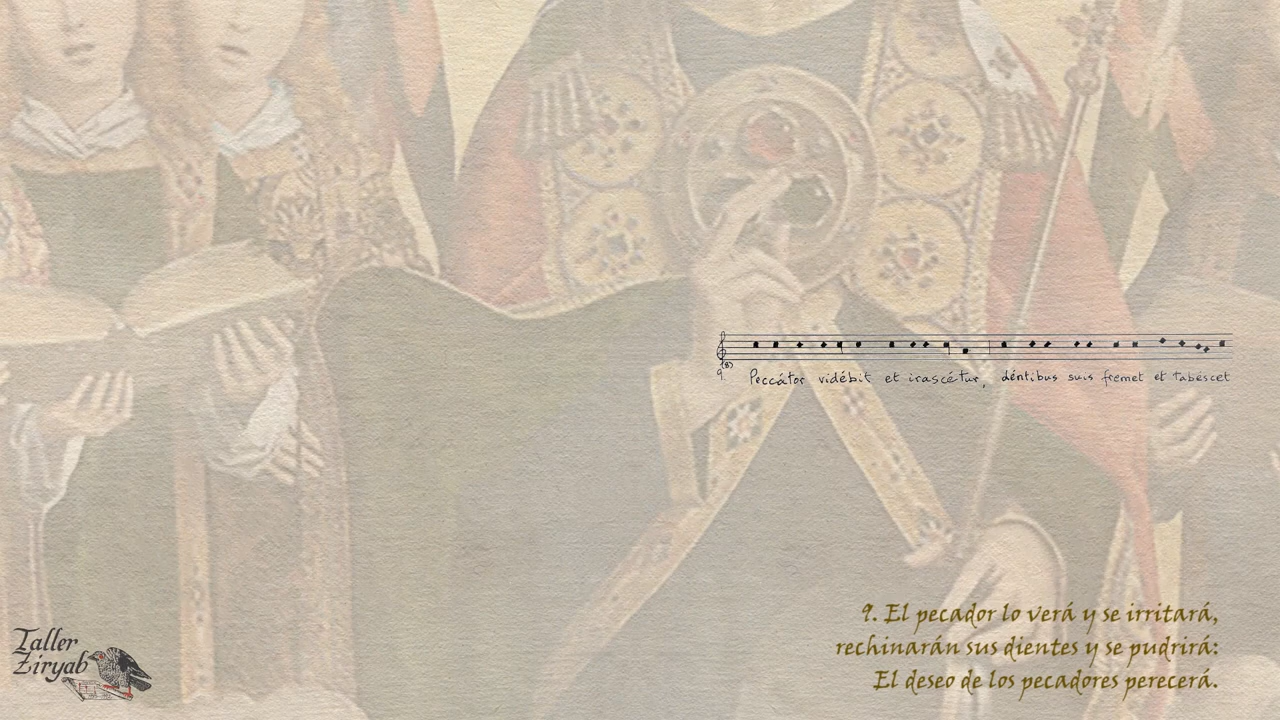 9. Peccátor vidébit et irascétur, déntibus suis fremet et tabéscet
9. El pecador lo verá y se irritará,
rechinarán sus dientes y se pudrirá:
El deseo de los pecadores perecerá.
Taller
Ziryab